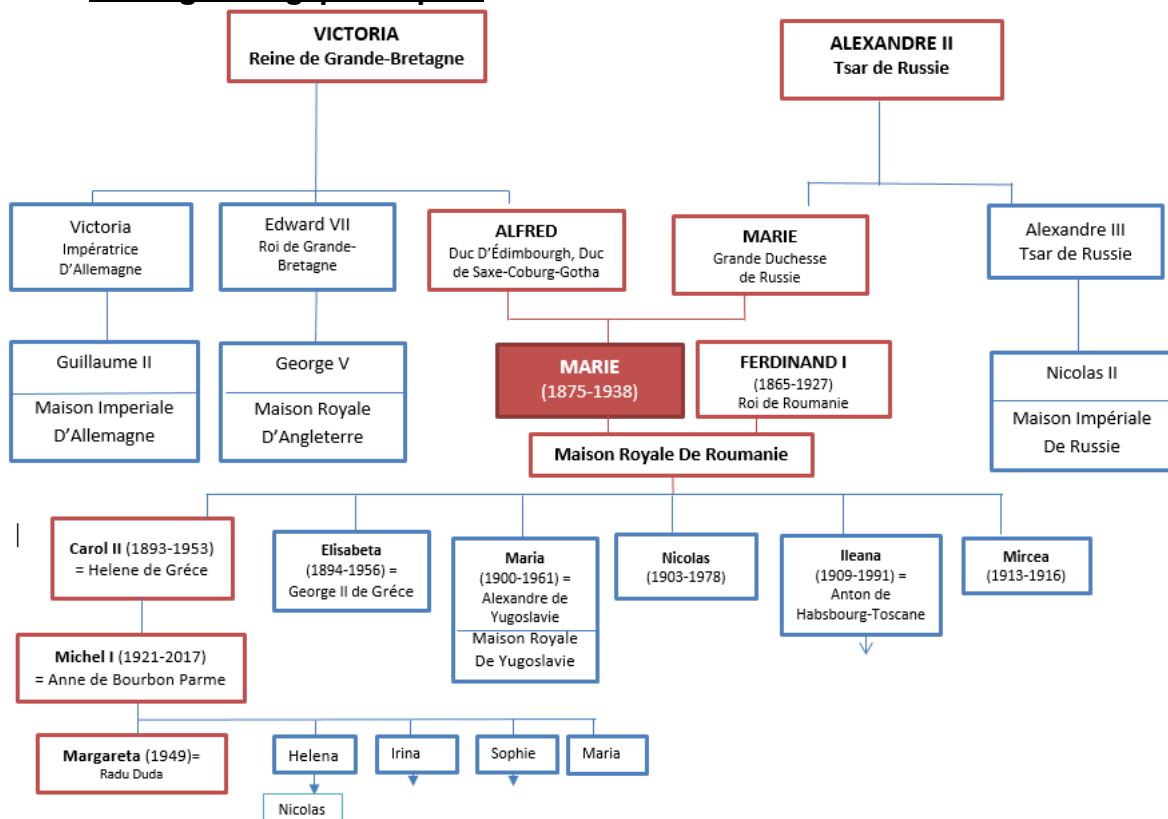 VICTORIA
Reine de Grande-Bretagne
ALEXANDRE II
Tsar de Russie
Victoria
Impératrice
D'Allemagne
Edward VII
Roi de Grande-
Bretagne
ALFRED
Duc D'Édimbourgh, Duc
de Saxe-Coburg-Gotha
MARIE
Grande Duchesse
de Russie
Alexandre III
Tsar de Russie
Guillaume II
Maison Imperiale
D'Allemagne
George V
Maison Royale
D'Angleterre
MARIE
(1875-1938)
FERDINAND I
(1865-1927)
Roi de Roumanie
Nicolas II
Maison Impériale
De Russie
Maison Royale De Roumanie
Carol II (1893-1953)
= Helene de Gréce
Elisabeta
(1894-1956) =
George II de Gréce
Maria
(1900-1961) =
Alexandre de
Yugoslavie
Maison Royale
De Yugoslavie
Nicolas
(1903-1978)
Ileana
(1909-1991) =
Anton de
Habsbourg-Toscane
Mircea
(1913-1916)
Michel I (1921-2017)
= Anne de Bourbon Parme
Margareta (1949)=
Radu Duda
Helena
Irina
Sophie
Maria
Nicolas